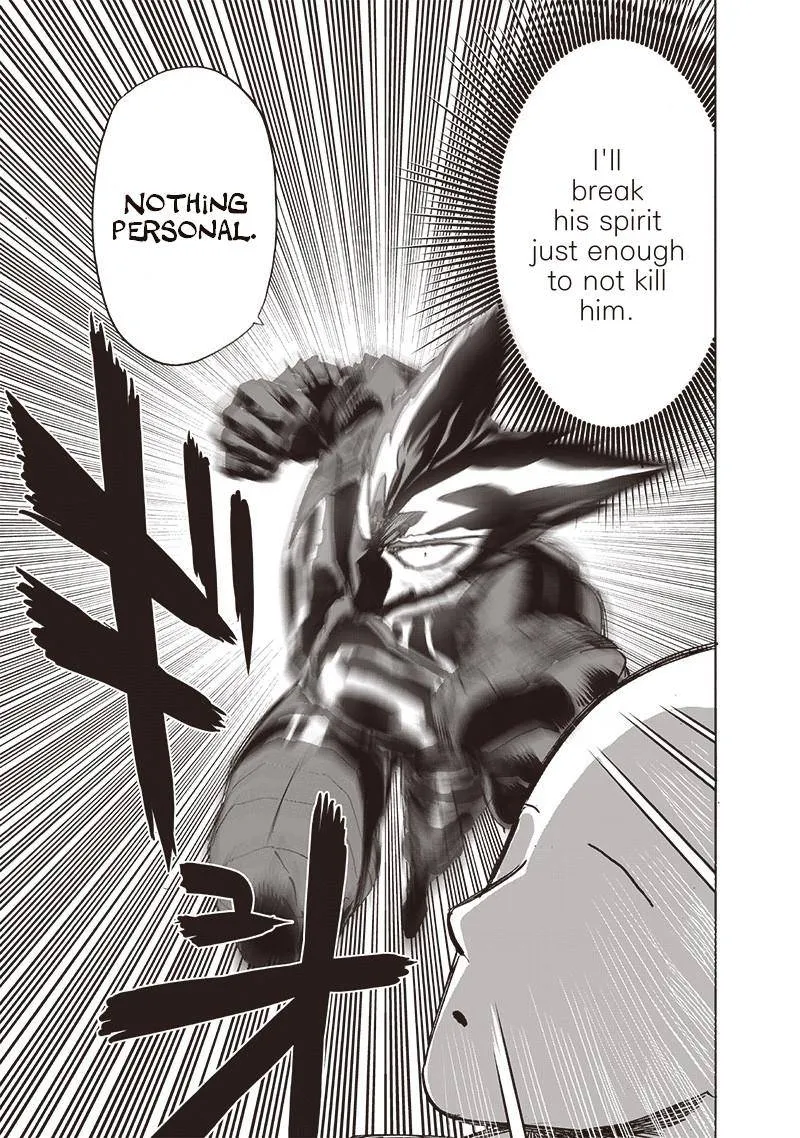 I'll
break
his spirit
just enough
to not kill
him.
NOTHING
PERSONAL.
ギュオ